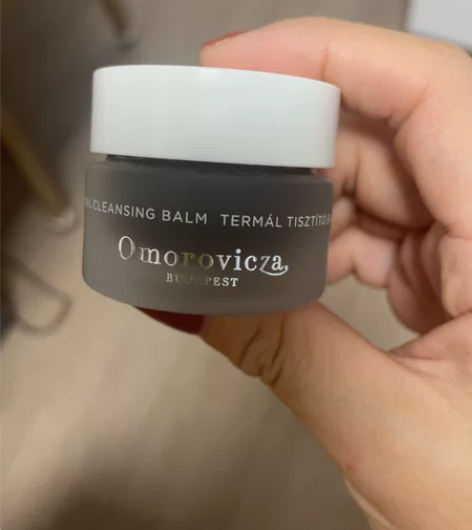 CLEANSING BALM TERMÁL TISZTÍTÓ
Omorovicza
BUDAPEST